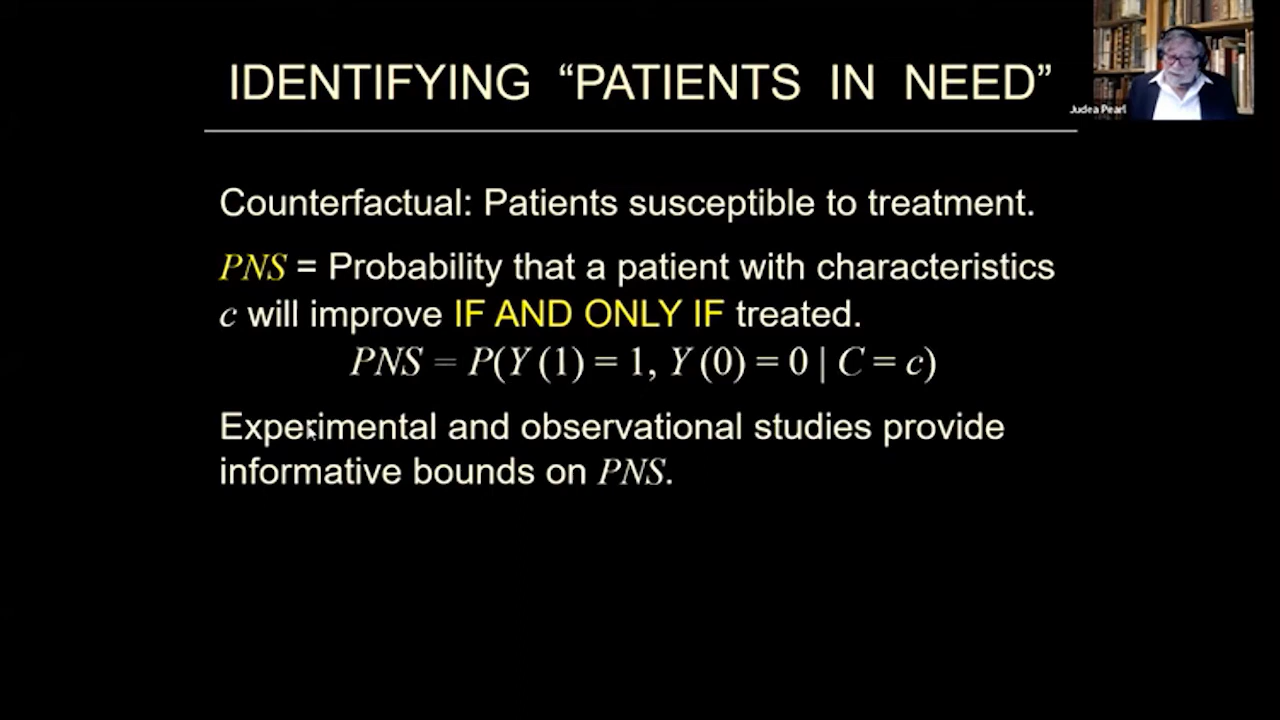 IDENTIFYING “PATIENTS IN NEED”
Judea Pearl
Counterfactual: Patients susceptible to treatment.
PNS = Probability that a patient with characteristics
c will improve IF AND ONLY IF treated.
PNS = P(Y (1) = 1, Y (0) = 0 | C = c)
Experimental and observational studies provide
informative bounds on PNS.